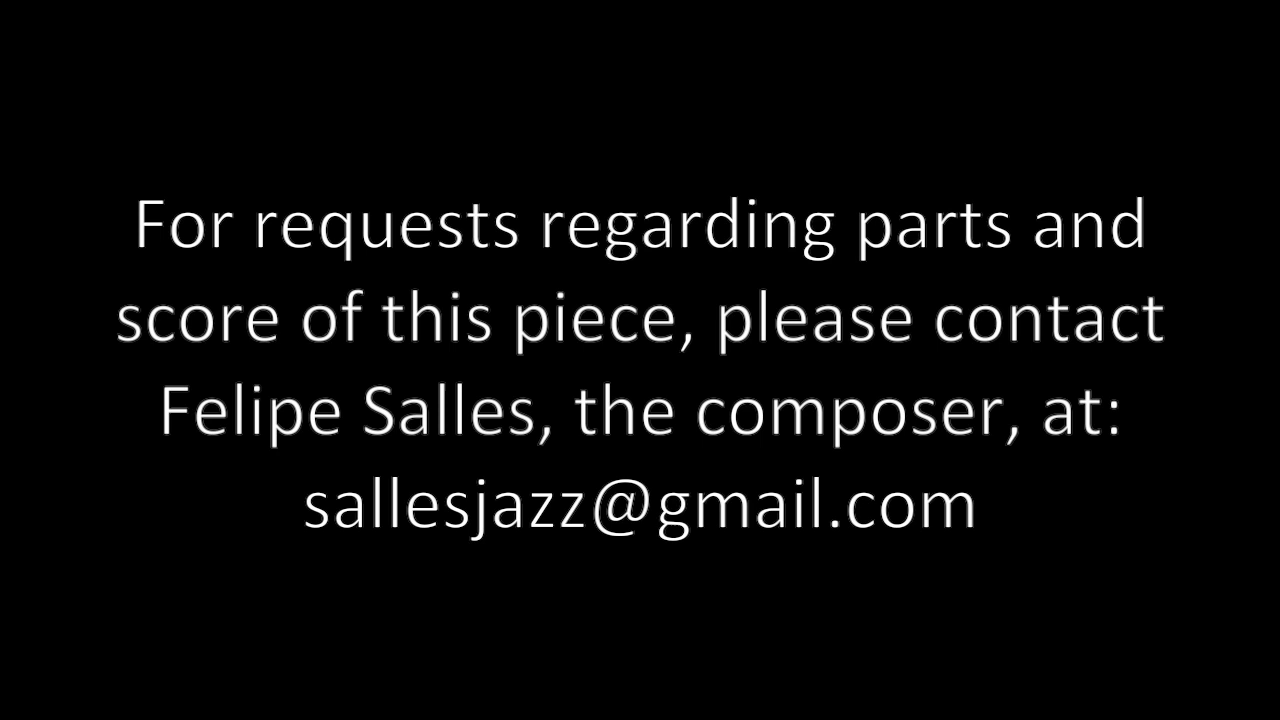 For requests regarding parts and
score of this piece, please contact
Felipe Salles, the composer, at:
sallesjazz@gmail.com